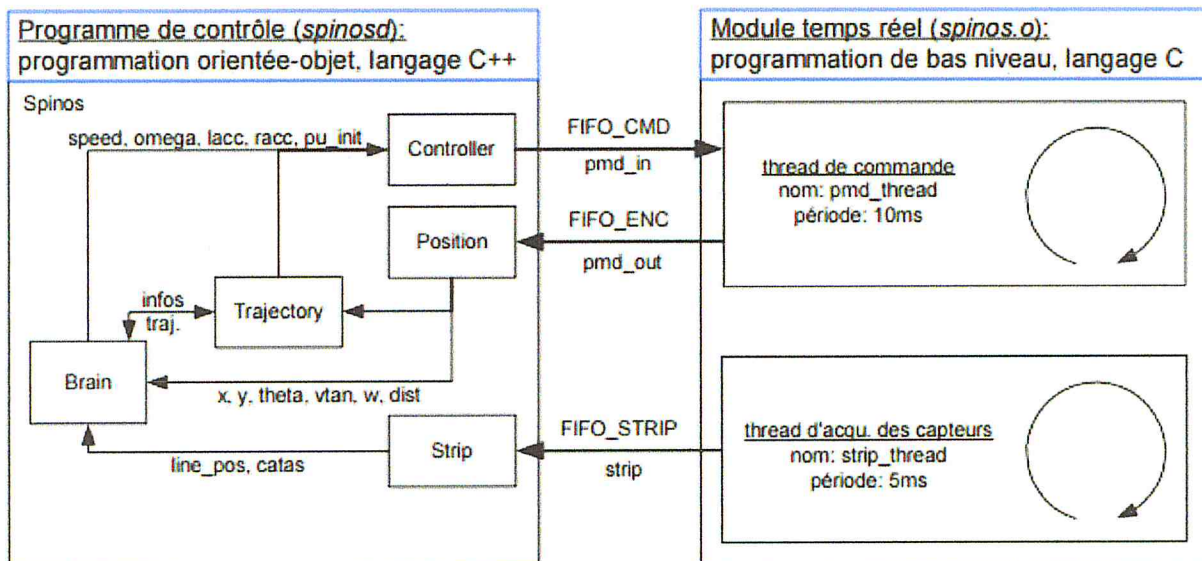 Programme de contrôle (spinosd):
programmation orientée-objet, langage C++
Spinos
speed, omega, lacc, racc, pu_init
Controller
Position
infos
traj.
Trajectory
Brain
x, y, theta, vtan, w, dist
line_pos, catas
Strip
FIFO_CMD
pmd_in
FIFO_ENC
pmd_out
FIFO_STRIP
strip
Module temps réel (spinos.o):
programmation de bas niveau, langage C
thread de commande
nom: pmd_thread
période: 10ms
thread d'acqu. des capteurs
nom: strip_thread
période: 5ms